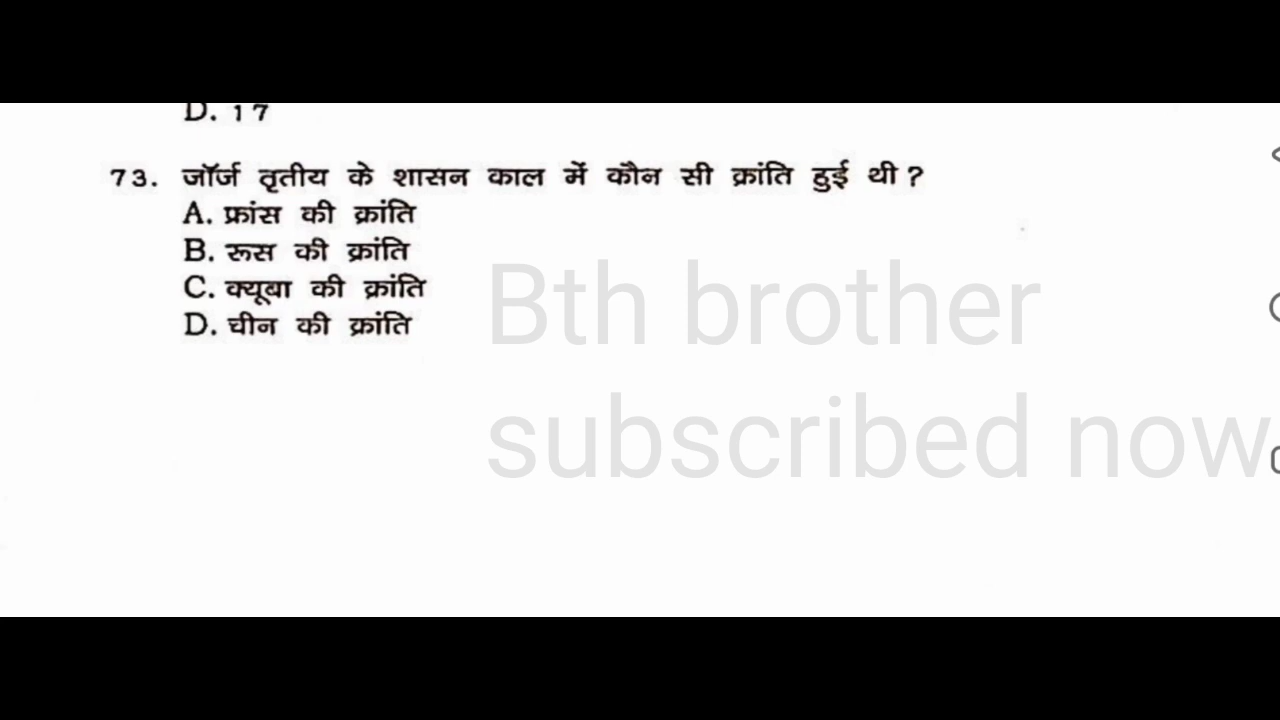 D. 17
73. जॉर्ज तृतीय के शासन काल में कौन सी क्रांति हुई थी ?
A. फ्रांस की क्रांति
B. रूस की क्रांति
C. क्यूबा की क्रांति
D. चीन की क्रांति
Bth brother
subscribed now